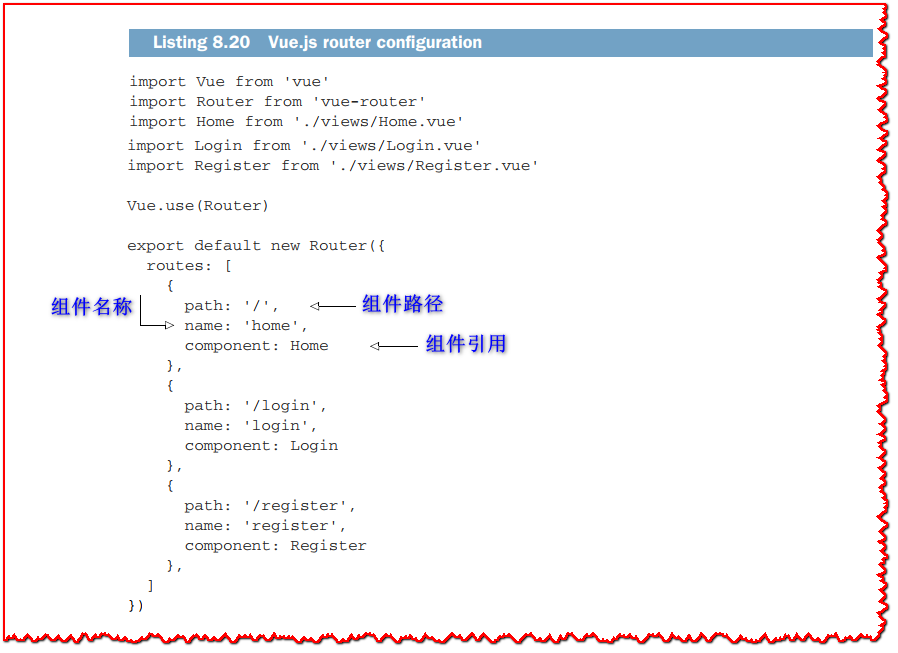 Listing 8.20 Vue.js router configuration
import Vue from 'vue'
import Router from 'vue-router'
import Home from './views/Home.vue'
import Login from './views/Login.vue'
import Register from './views/Register.vue'
Vue.use(Router)
export default new Router({
routes: [
{
path: '/', 组件路径
组件名称 name: 'home',
component: Home 组件引用
},
{
path: '/login',
name: 'login',
component: Login
},
{
path: '/register',
name: 'register',
component: Register
},
]
})